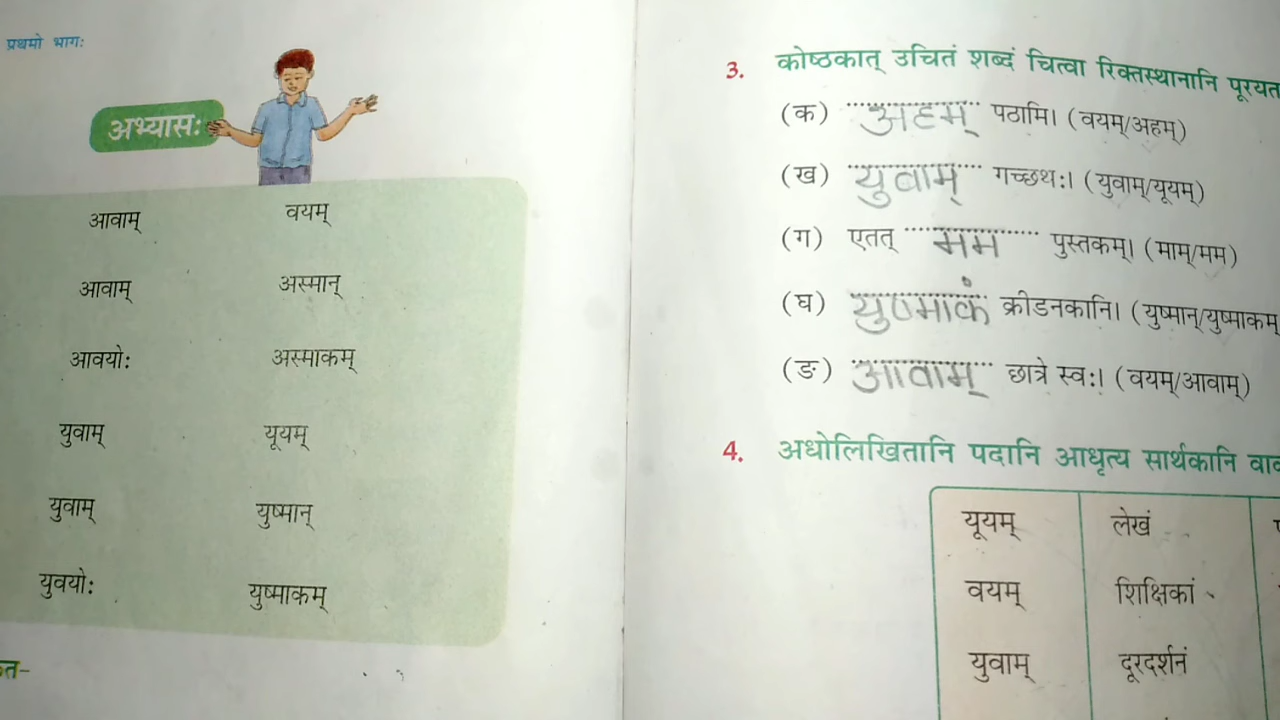 प्रथमो भागः
अभ्यासः
आवाम् वयम्
आवाम् अस्मान्
आवयोः अस्माकम्
युवाम् यूयम्
युवाम् युष्मान्
युवयोः युष्माकम्
3. कोष्ठकात् उचितं शब्दं चित्वा रिक्तस्थानानि पूरयत
(क) अहम् पठामि। (वयम्/अहम्)
(ख) युवाम् गच्छथः। (युवाम्/यूयम्)
(ग) एतत् मम पुस्तकम्। (माम्/मम)
(घ) युष्माकं क्रीडनकानि। (युष्मान्/युष्माकम्
(ङ) आवाम् छात्रे स्वः। (वयम्/आवाम्)
4. अधोलिखितानि पदानि आधृत्य सार्थकानि
यूयम् लेखं
वयम् शिक्षिकां
युवाम् दूरदर्शनं